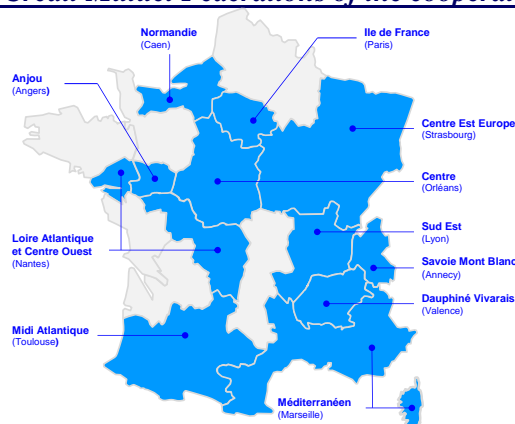 Normandie
(Caen)
Ile de France
(Paris)
Anjou
(Angers)
Centre Est Europe
(Strasbourg)
Centre
(Orléans)
Sud Est
(Lyon)
Loire Atlantique
et Centre Ouest
(Nantes)
Savoie Mont Blanc
(Annecy)
Dauphiné Vivarais
(Valence)
Midi Atlantique
(Toulouse)
Méditerranéen
(Marseille)